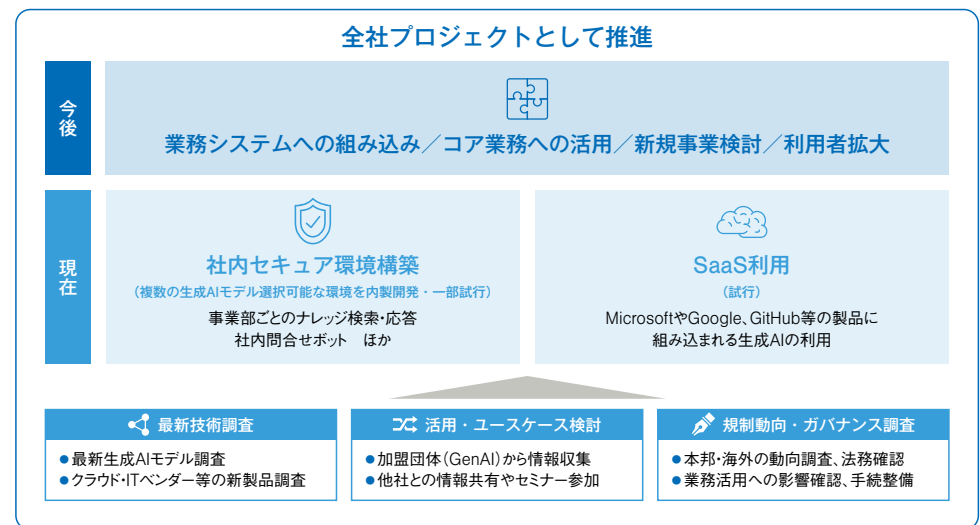 全社プロジェクトとして推進
今後
業務システムへの組み込み／コア業務への活用／新規事業検討／利用者拡大
現在
社内セキュア環境構築
（複数の生成AIモデル選択可能な環境を内製開発・一部試行）
事業部ごとのナレッジ検索・応答
社内問合せボット　ほか
SaaS利用
（試行）
MicrosoftやGoogle、GitHub等の製品に
組み込まれる生成AIの利用
最新技術調査
●最新生成AIモデル調査
●クラウド・ITベンダー等の新製品調査
活用・ユースケース検討
●加盟団体（GenAI）から情報収集
●他社との情報共有やセミナー参加
規制動向・ガバナンス調査
●本邦・海外の動向調査、法務確認
●業務活用への影響確認、手続整備